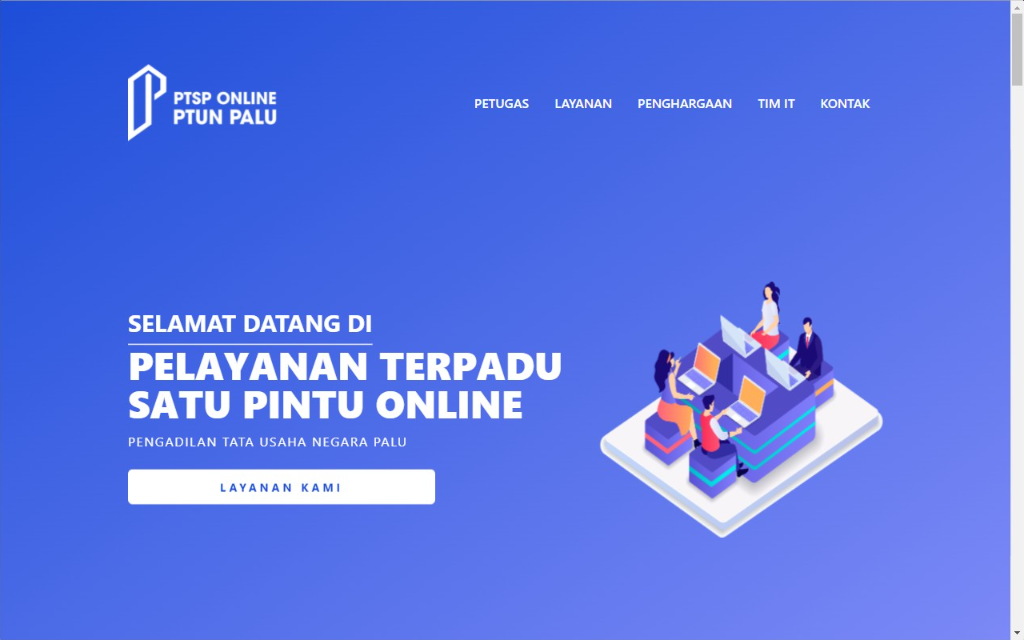 PTSP ONLINE
PTUN PALU
PETUGAS LAYANAN PENGHARGAAN TIM IT KONTAK
SELAMAT DATANG DI
PELAYANAN TERPADU
SATU PINTU ONLINE
PENGADILAN TATA USAHA NEGARA PALU
LAYANAN KAMI